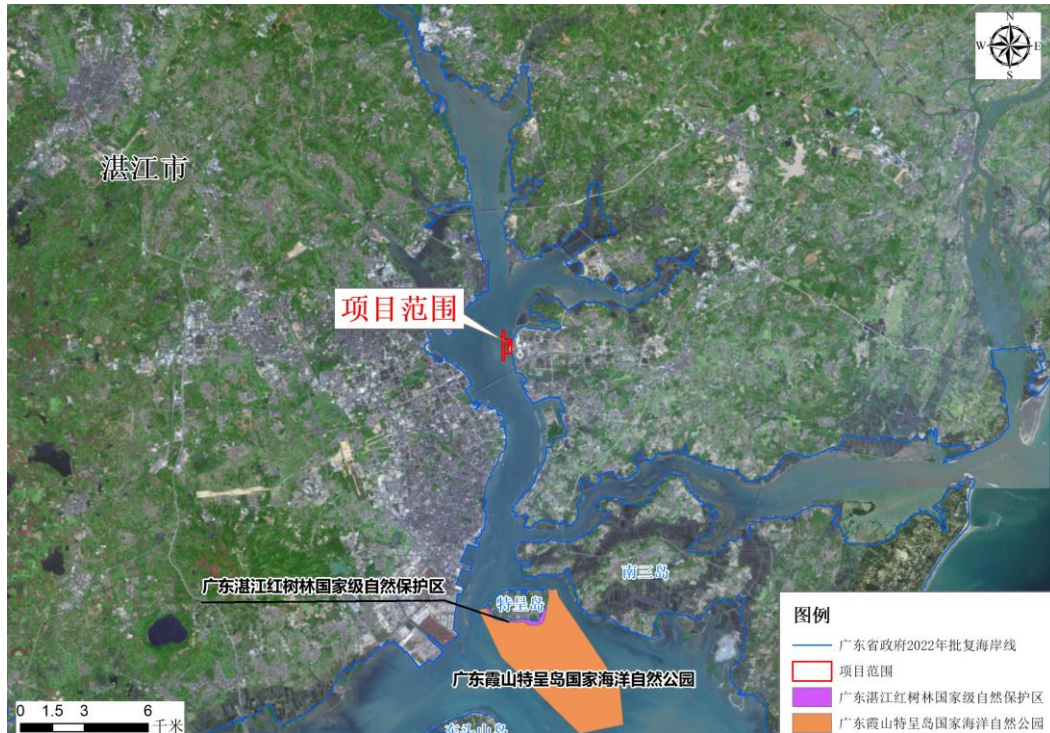 N
W
E
S
湛江市
项目范围
南三岛
广东湛江红树林国家级自然保护区
特呈岛
广东霞山特呈岛国家海洋自然公园
东头山岛
0 1.5 3 6
千米
图例
广东省政府2022年批复海岸线
项目范围
广东湛江红树林国家级自然保护区
广东霞山特呈岛国家海洋自然公园